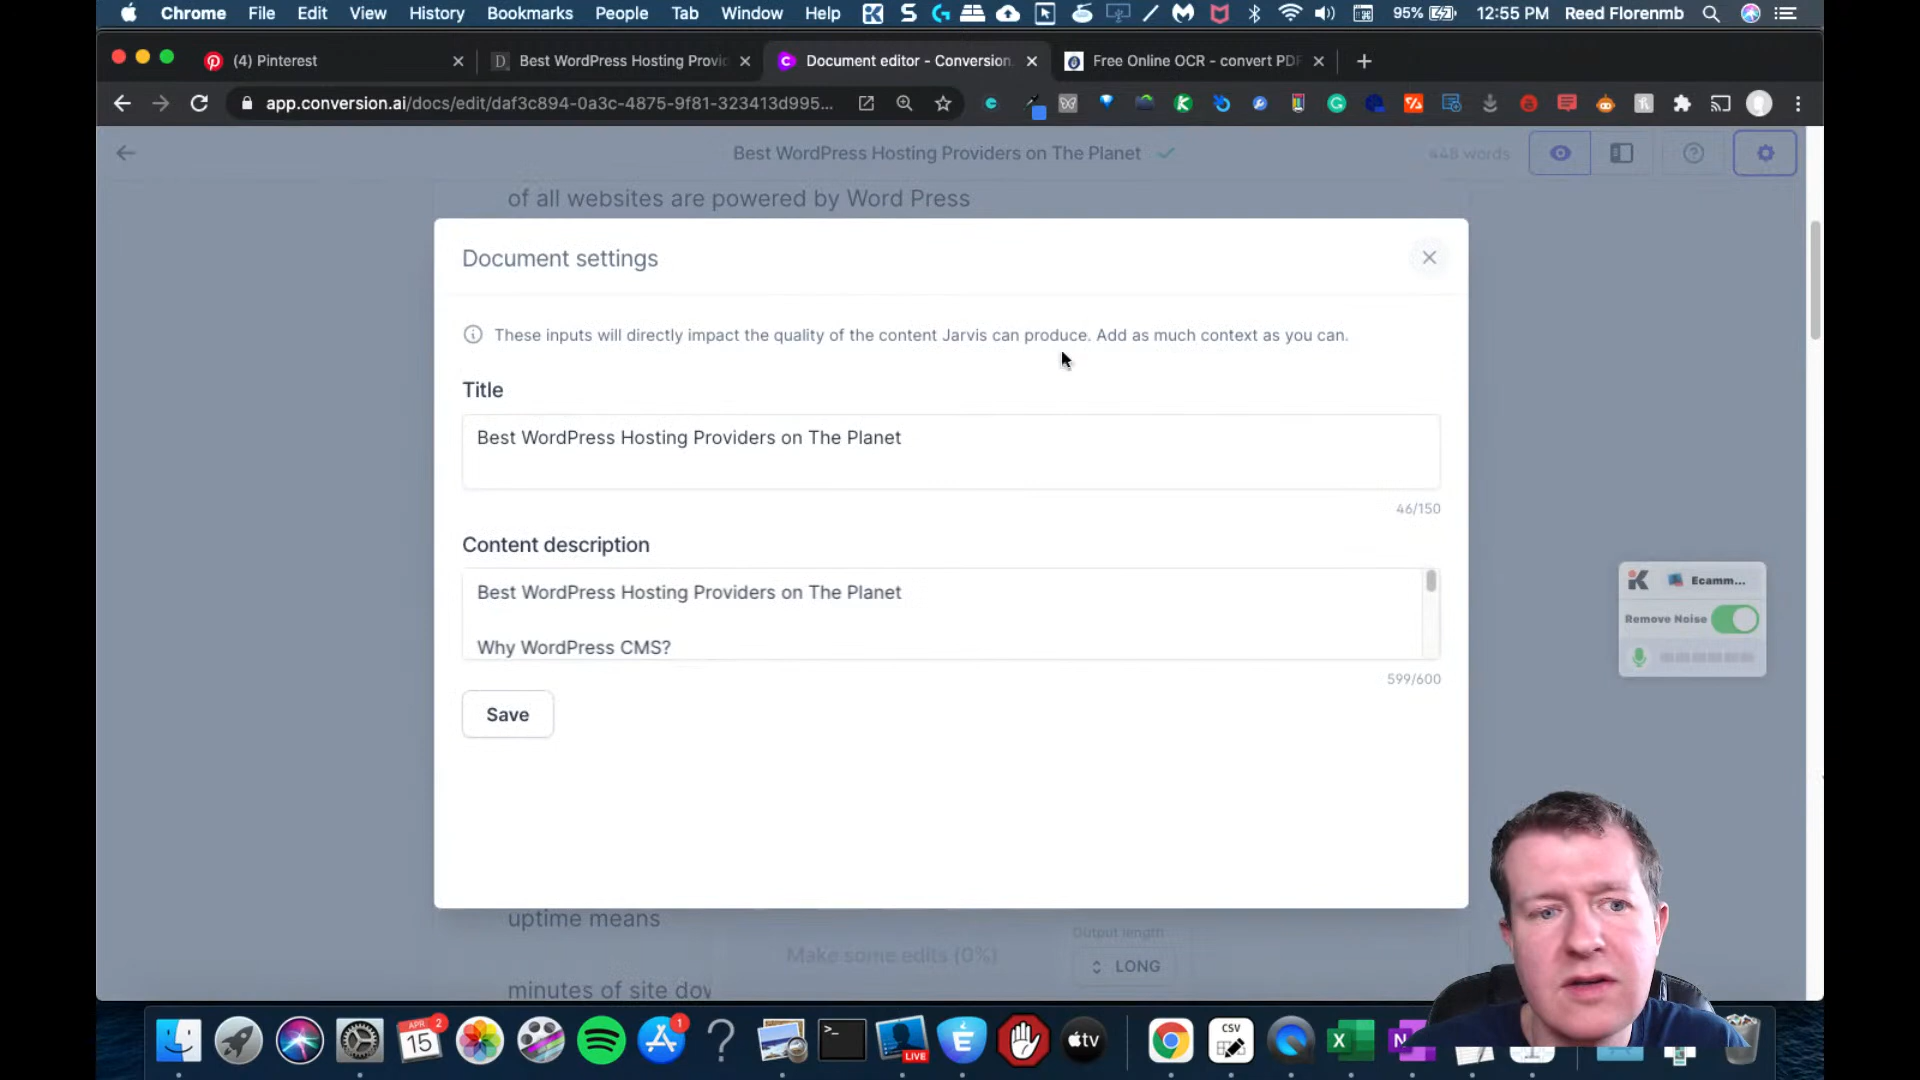 Chrome File Edit View History Bookmarks People Tab Window Help 95% 12:55 PM Reed Florenmb
(4) Pinterest
Best WordPress Hosting Provid
Document editor - Conversion.
Free Online OCR - convert PDF
app.conversion.ai/docs/edit/daf3c894-0a3c-4875-9f81-323413d995...
Best WordPress Hosting Providers on The Planet
448 words
of all websites are powered by Word Press
Document settings
These inputs will directly impact the quality of the content Jarvis can produce. Add as much context as you can.
Title
Best WordPress Hosting Providers on The Planet
46/150
Content description
Best WordPress Hosting Providers on The Planet
Why WordPress CMS?
599/600
Save
Ecamm...
Remove Noise
uptime means
Output length
Make some edits (0%)
LONG
minutes of site dov
APR
15
2
1
LIVE
tv
CSV